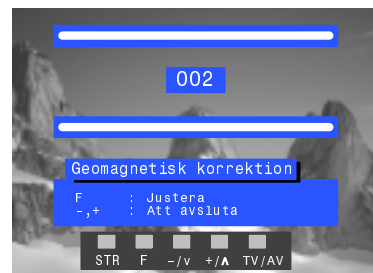 002
Geomagnetisk korrektion
F : Justera
-,+ : Att avsluta
STR F -/v +/ʌ TV/AV